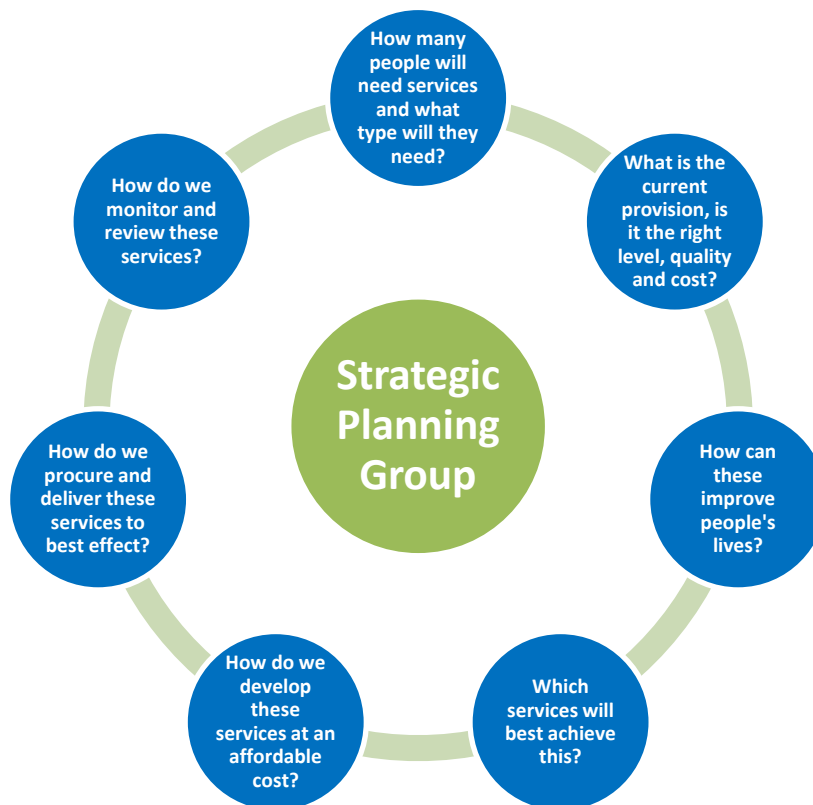 How many
people will
need services
and what
type will they
need?
What is the
current
provision, is
it the right
level, quality
and cost?
How can
these
improve
people's
lives?
Which
services will
best achieve
this?
How do we
develop
these
services at an
affordable
cost?
How do we
procure and
deliver these
services to
best effect?
How do we
monitor and
review these
services?
Strategic
Planning
Group